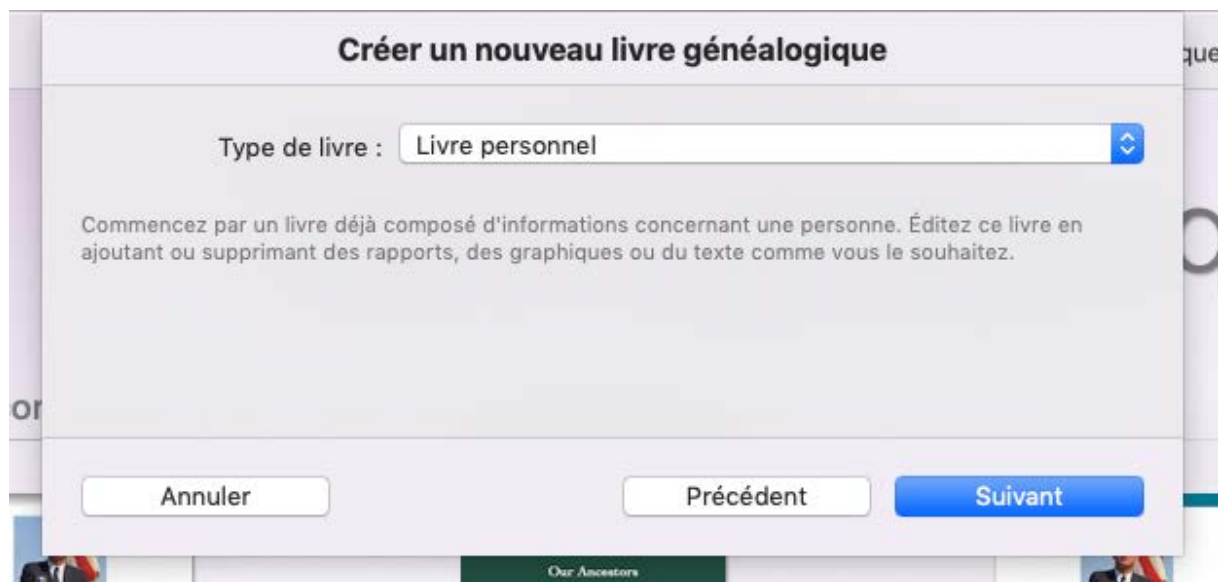 Créer un nouveau livre généalogique
que
Type de livre : Livre personnel
Commencez par un livre déjà composé d'informations concernant une personne. Éditez ce livre en
ajoutant ou supprimant des rapports, des graphiques ou du texte comme vous le souhaitez.
or
Annuler Précédent Suivant
Our Ancestors